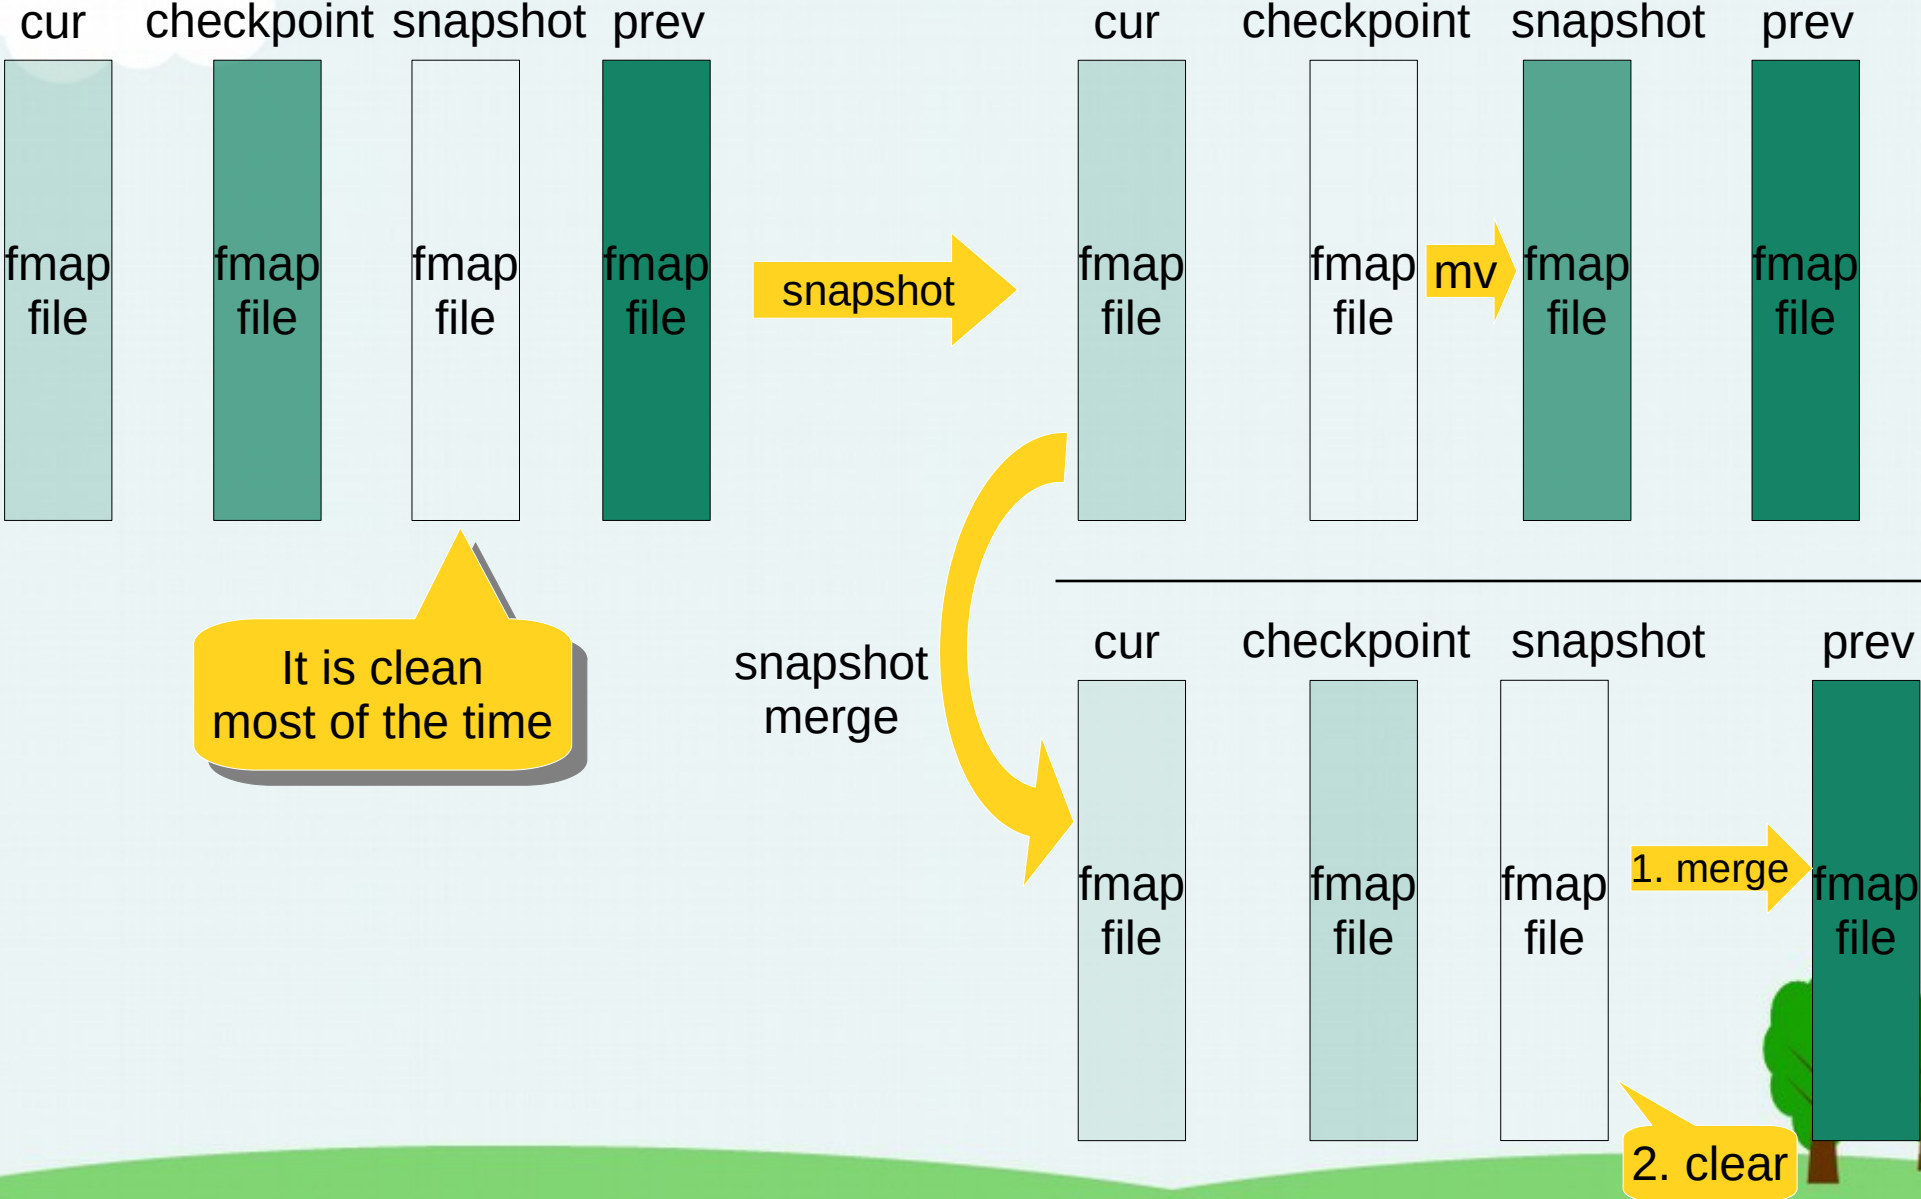 cur checkpoint snapshot prev
fmap fmap fmap fmap
file file file file
It is clean
most of the time
snapshot
cur checkpoint snapshot prev
fmap fmap mv fmap fmap
file file file file
snapshot
merge
cur checkpoint snapshot prev
fmap fmap fmap 1. merge fmap
file file file file
2. clear